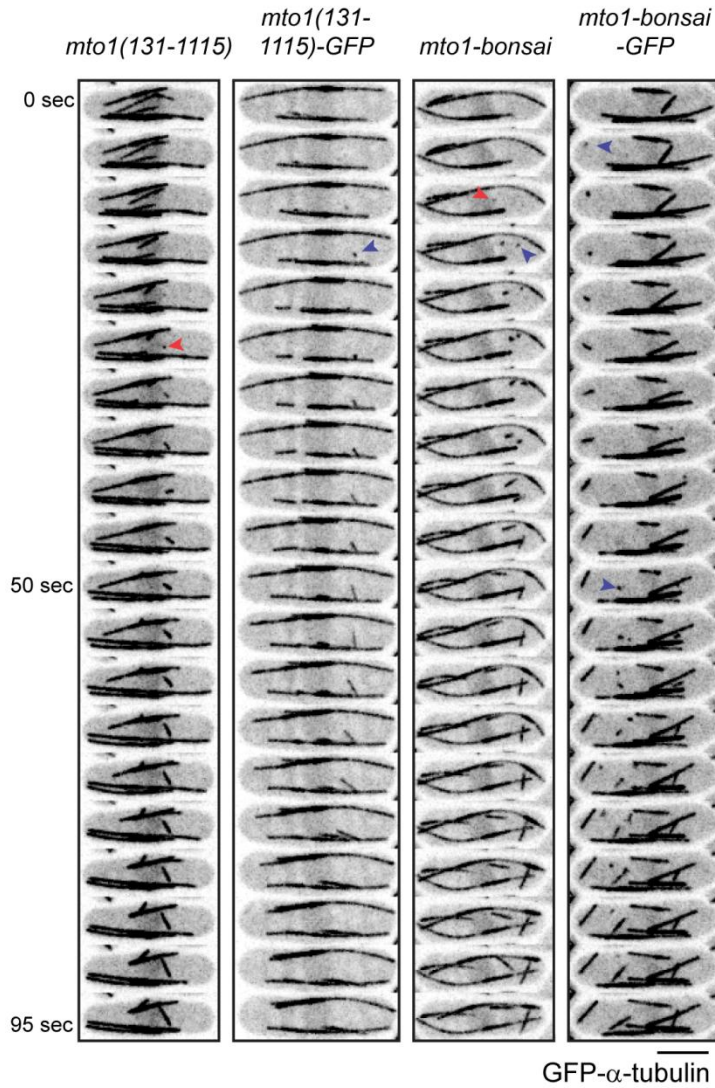 mto1(131-1115)
mto1(131-
1115)-GFP
mto1-bonsai
mto1-bonsai
-GFP
0 sec
50 sec
95 sec
GFP-α-tubulin